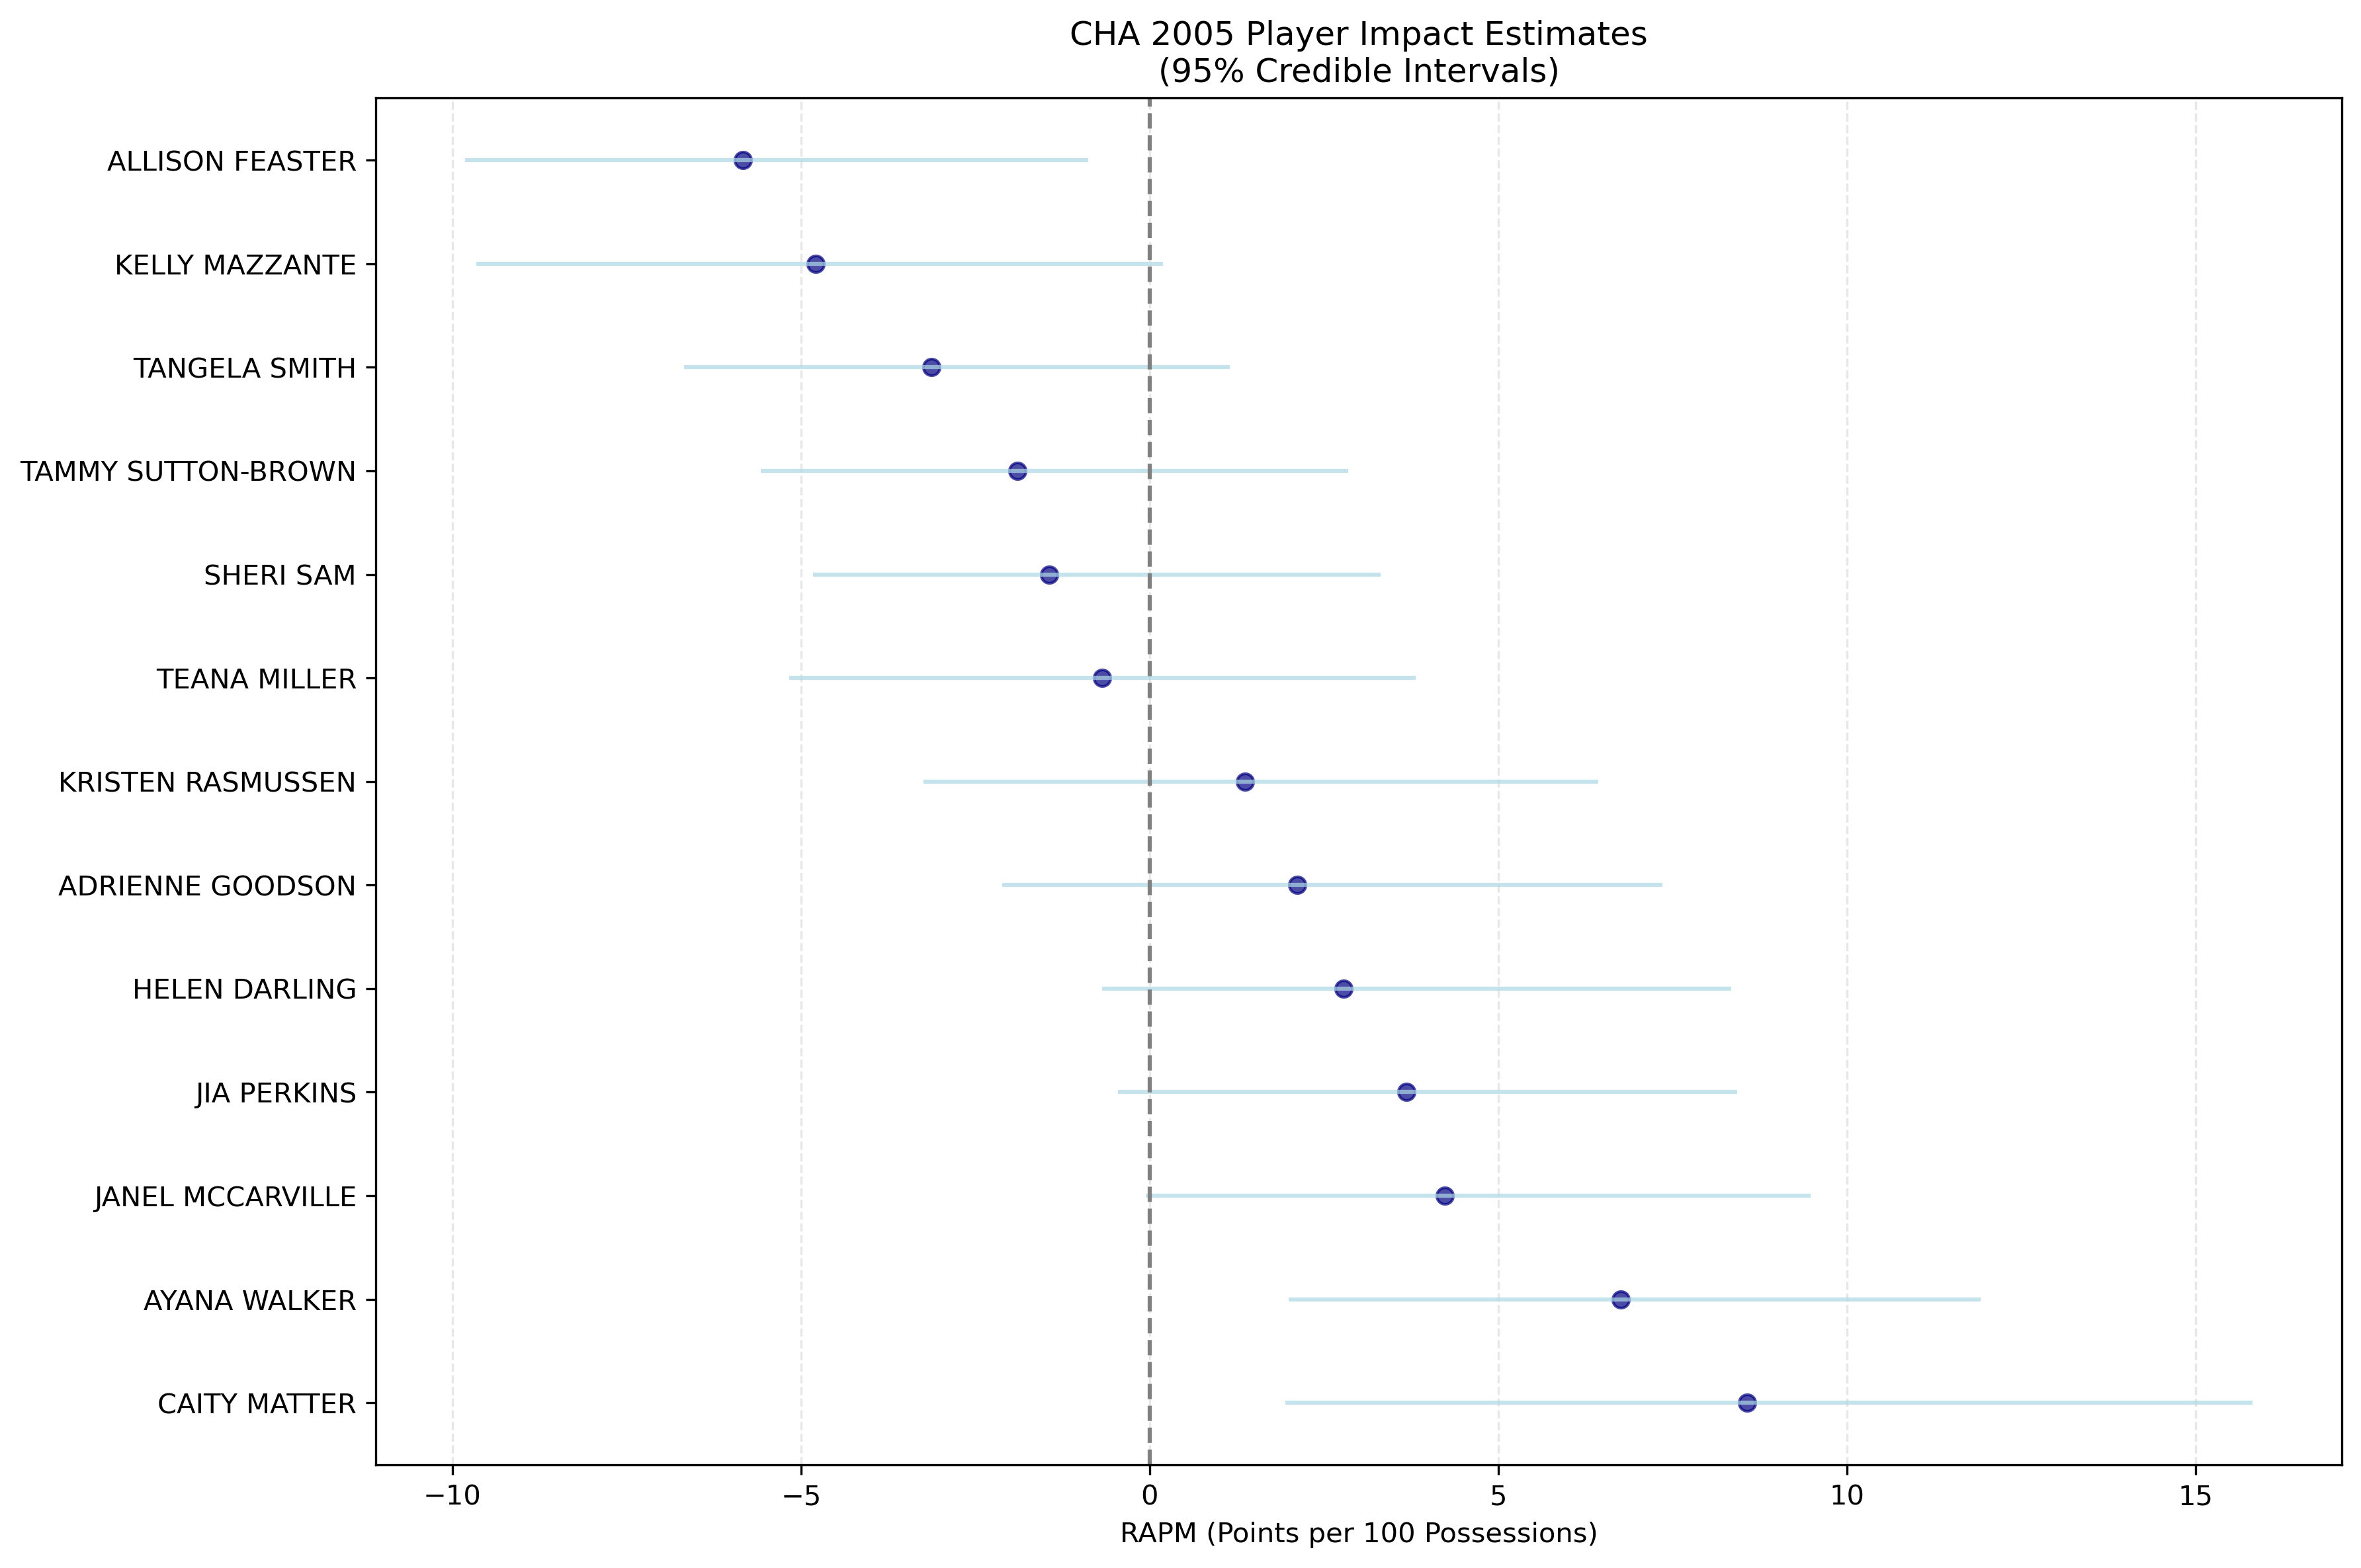 CHA 2005 Player Impact Estimates
(95% Credible Intervals)
ALLISON FEASTER
KELLY MAZZANTE
TANGELA SMITH
TAMMY SUTTON-BROWN
SHERI SAM
TEANA MILLER
KRISTEN RASMUSSEN
ADRIENNE GOODSON
HELEN DARLING
JIA PERKINS
JANEL MCCARVILLE
AYANA WALKER
CAITY MATTER
−10 −5 0 5 10 15
RAPM (Points per 100 Possessions)